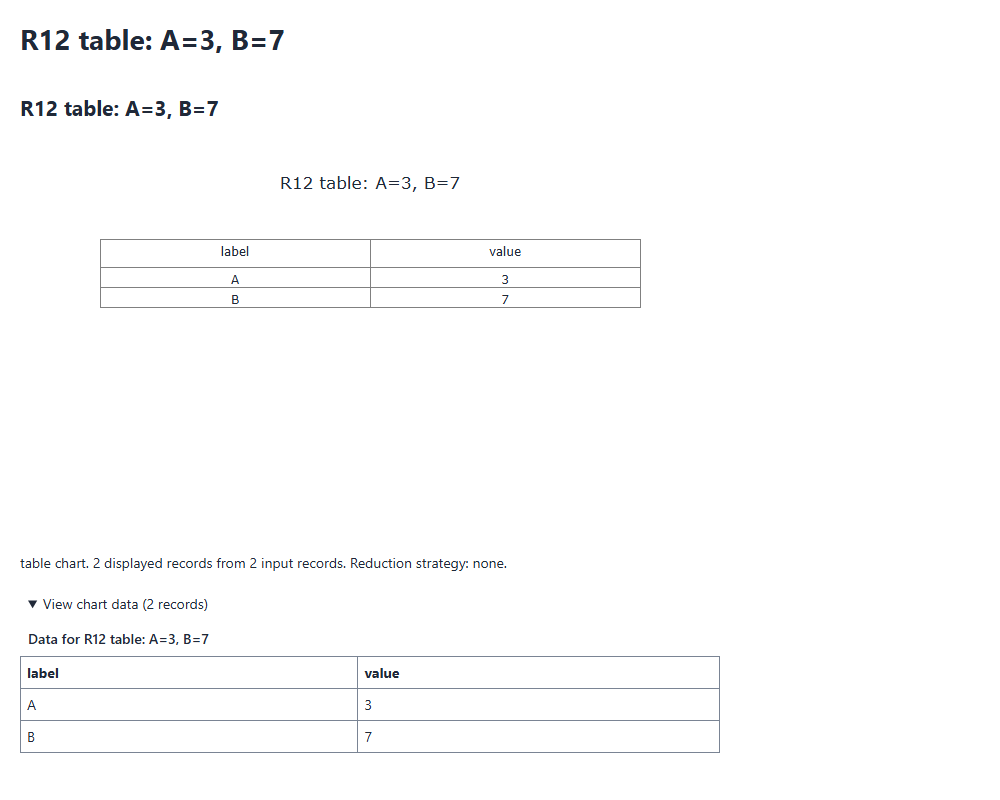 R12 table: A=3, B=7
R12 table: A=3, B=7
R12 table: A=3, B=7
label value
A 3
B 7
table chart. 2 displayed records from 2 input records. Reduction strategy: none.
▼ View chart data (2 records)
Data for R12 table: A=3, B=7
label value
A 3
B 7